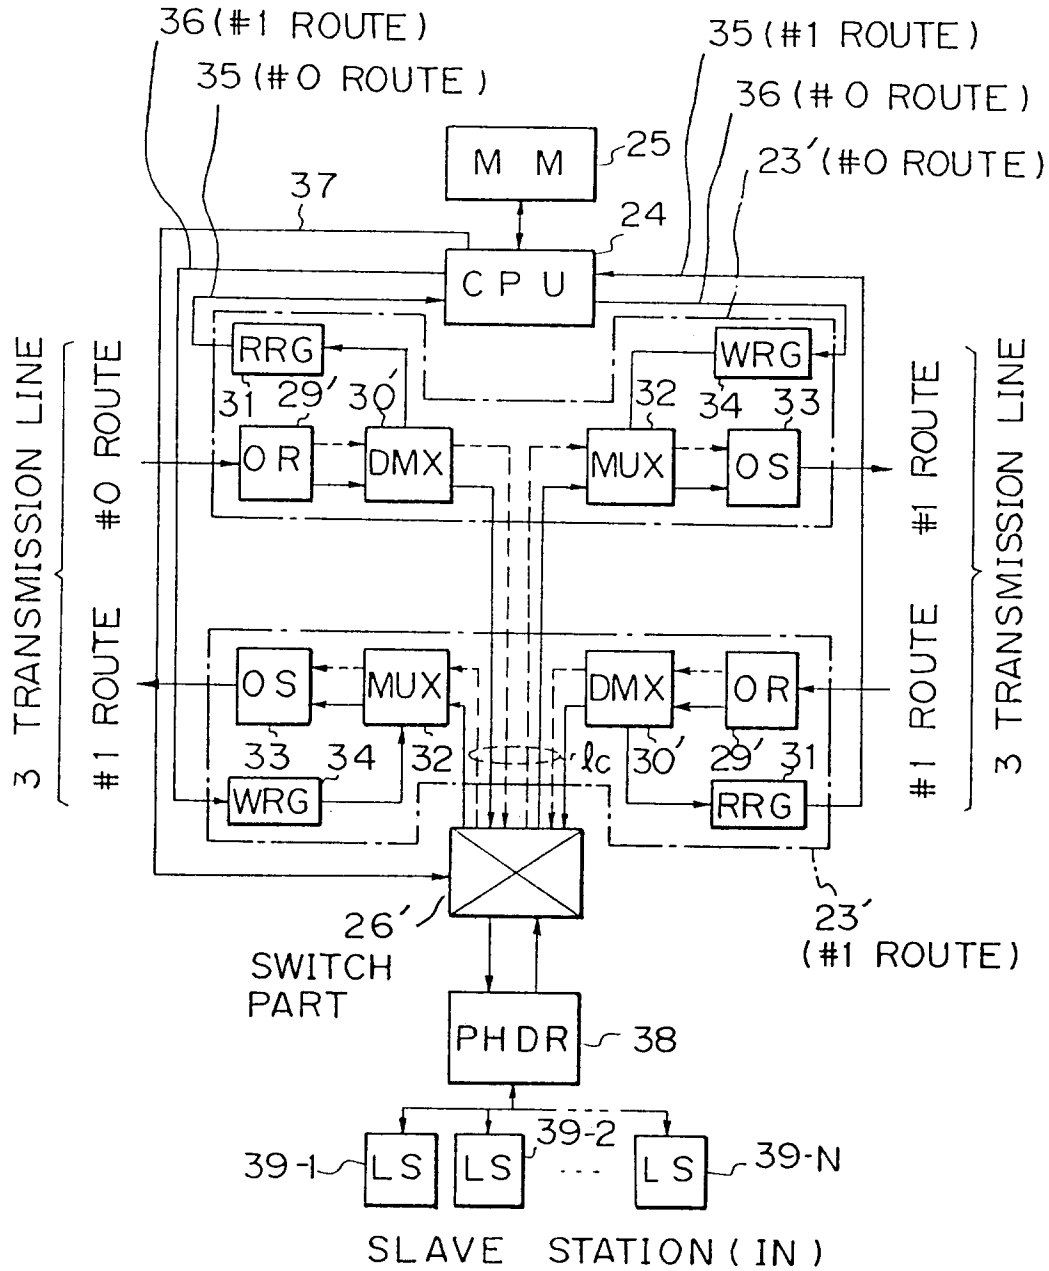 36 (#1 ROUTE)
35 (#0 ROUTE)
35 (#1 ROUTE)
36 (#0 ROUTE)
23' (#0 ROUTE)
M M
25
37
24
CPU
3 TRANSMISSION LINE
#0 ROUTE
#1 ROUTE
RRG
31
29'
30'
OR
DMX
WRG
32
34
33
MUX
OS
#1 ROUTE
#1 ROUTE
3 TRANSMISSION LINE
OS
MUX
33
34
32
WRG
DMX
OR
lc
30'
29'
31
RRG
26'
SWITCH
PART
23'
(#1 ROUTE)
PHDR
38
39-1
LS
LS
39-2
....
LS
39-N
SLAVE STATION (IN)